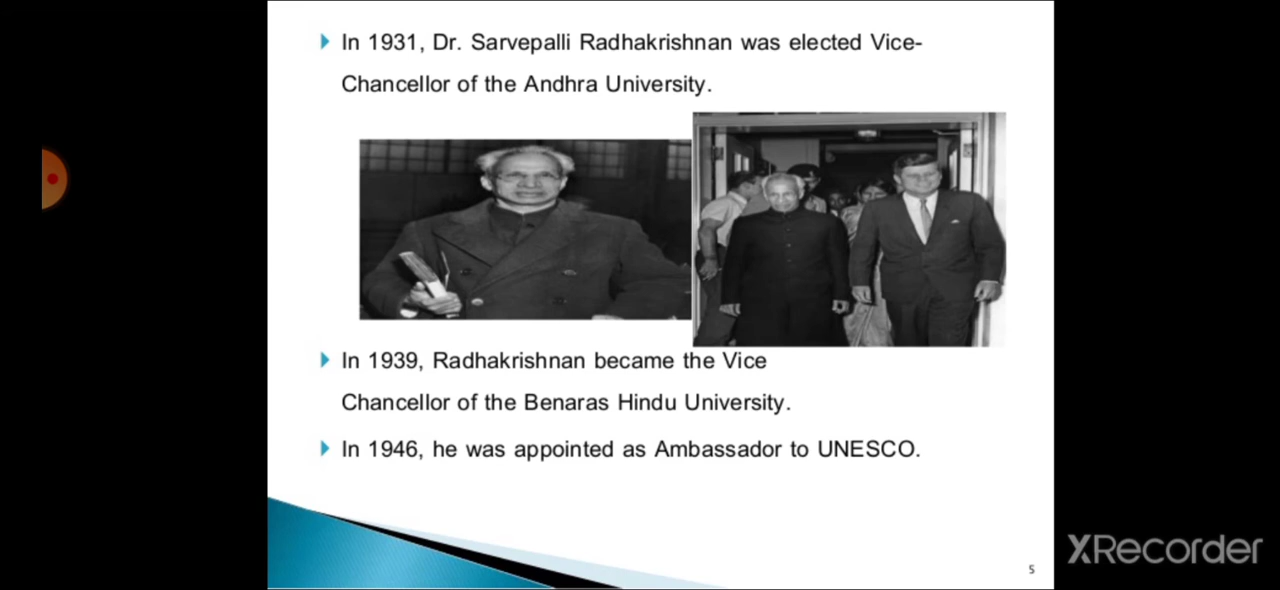 In 1931, Dr. Sarvepalli Radhakrishnan was elected Vice-
Chancellor of the Andhra University.
In 1939, Radhakrishnan became the Vice
Chancellor of the Benaras Hindu University.
In 1946, he was appointed as Ambassador to UNESCO.
5
XRecorder